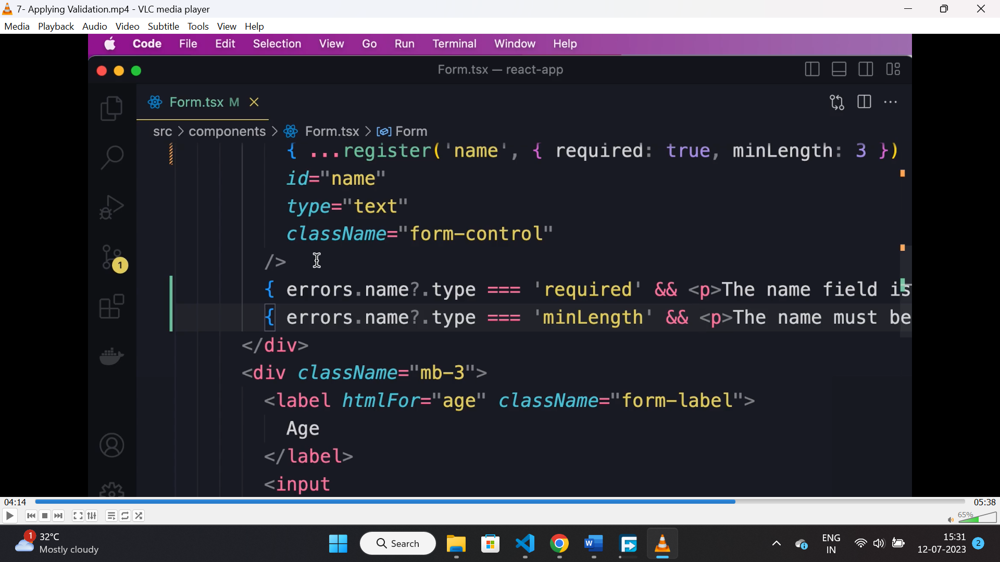 7- Applying Validation.mp4 - VLC media player
Media Playback Audio Video Subtitle Tools View Help
Code File Edit Selection View Go Run Terminal Window Help
Form.tsx — react-app
Form.tsx M
src > components > Form.tsx > Form
{ ...register('name', { required: true, minLength: 3 })
id="name"
type="text"
className="form-control"
/>
1
{ errors.name?.type === 'required' && <p>The name field is
{ errors.name?.type === 'minLength' && <p>The name must be
</div>
<div className="mb-3">
<label htmlFor="age" className="form-label">
Age
</label>
<input
04:14 05:38
65%
1 32°C
Mostly cloudy
Search
ENG
IN
15:31
12-07-2023
2